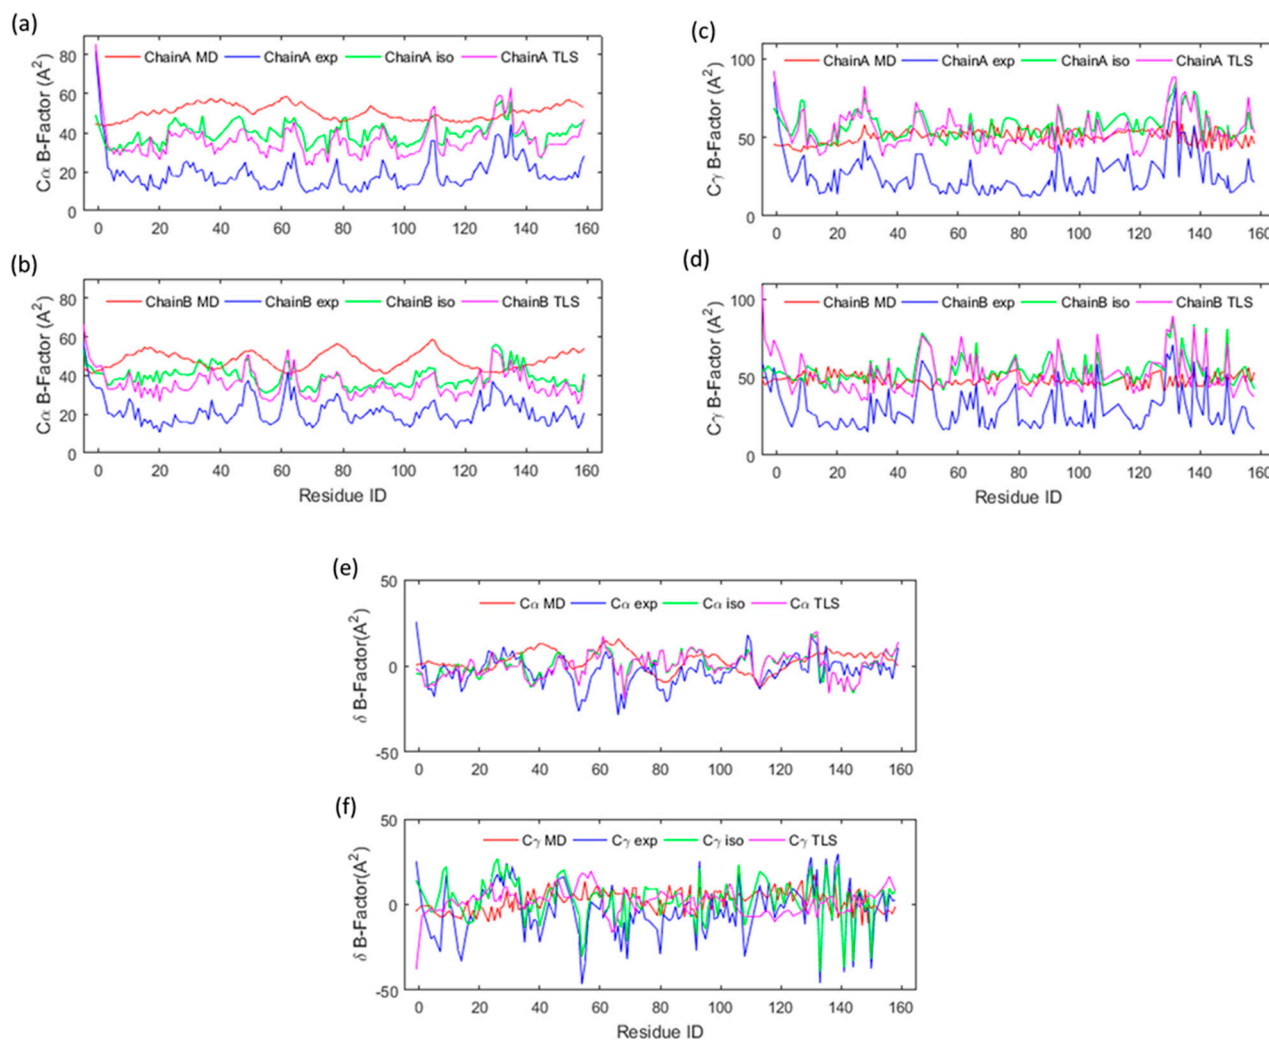 (a)
ChainA MD ChainA exp ChainA iso ChainA TLS
Cα B-Factor (A²)
80
60
40
20
0
0 20 40 60 80 100 120 140 160
(b)
ChainB MD ChainB exp ChainB iso ChainB TLS
Cα B-Factor (A²)
80
60
40
20
0
0 20 40 60 80 100 120 140 160
Residue ID
(c)
ChainA MD ChainA exp ChainA iso ChainA TLS
Cγ B-Factor (A²)
100
50
0
0 20 40 60 80 100 120 140 160
(d)
ChainB MD ChainB exp ChainB iso ChainB TLS
Cγ B-Factor (A²)
100
50
0
0 20 40 60 80 100 120 140 160
Residue ID
(e)
Cα MD Cα exp Cα iso Cα TLS
δ B-Factor(A²)
50
0
-50
0 20 40 60 80 100 120 140 160
(f)
Cγ MD Cγ exp Cγ iso Cγ TLS
δ B-Factor(A²)
50
0
-50
0 20 40 60 80 100 120 140 160
Residue ID